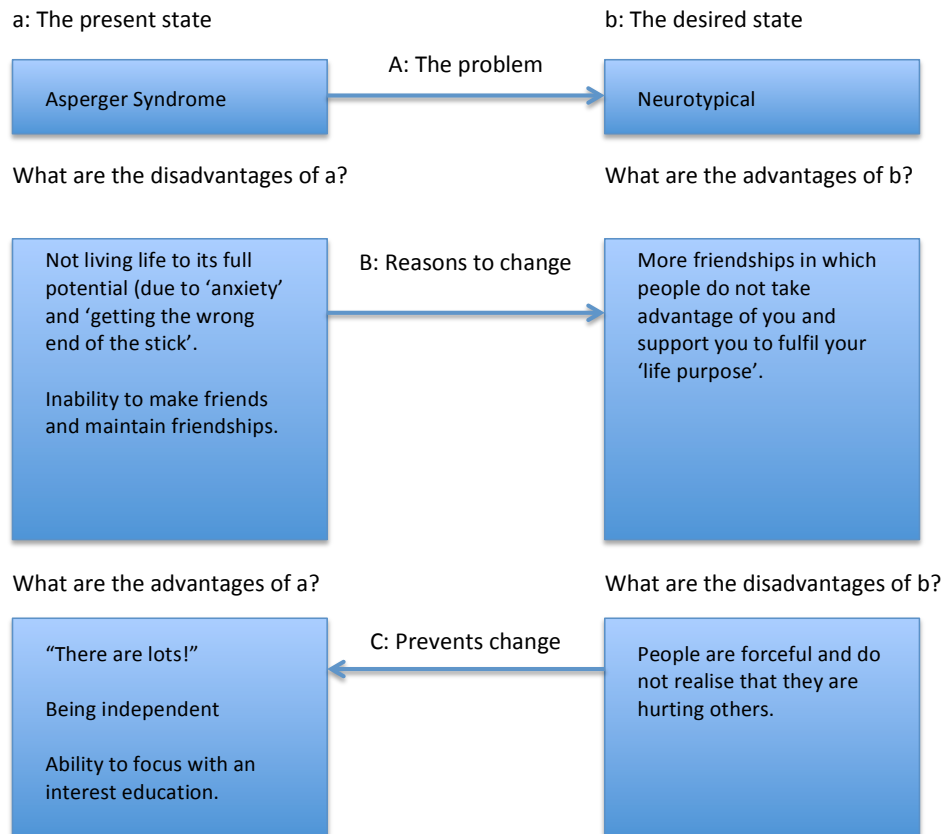 a: The present state
b: The desired state
A: The problem
Asperger Syndrome
Neurotypical
What are the disadvantages of a?
What are the advantages of b?
Not living life to its full
potential (due to ‘anxiety’
and ‘getting the wrong
end of the stick’.
Inability to make friends
and maintain friendships.
B: Reasons to change
More friendships in which
people do not take
advantage of you and
support you to fulfil your
‘life purpose’.
What are the advantages of a?
What are the disadvantages of b?
“There are lots!”
Being independent
Ability to focus with an
interest education.
C: Prevents change
People are forceful and do
not realise that they are
hurting others.